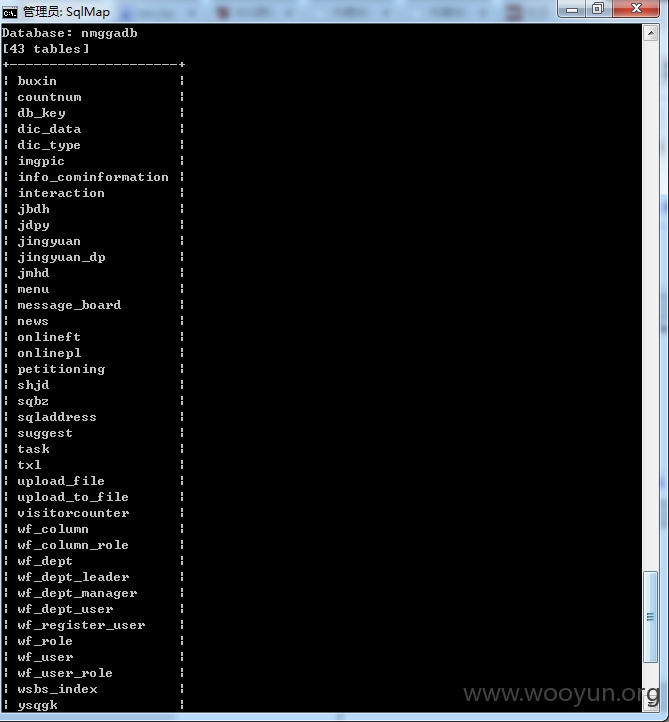 管理员: SqlMap
Database: nmggadb
[43 tables]
+---------------------+
| buxin |
| countnum |
| db_key |
| dic_data |
| dic_type |
| imgpic |
| info_cominformation |
| interaction |
| jbdh |
| jdpy |
| jingyuan |
| jingyuan_dp |
| jmhd |
| menu |
| message_board |
| news |
| onlineft |
| onlinepl |
| petitioning |
| shjd |
| sqbz |
| sqladdress |
| suggest |
| task |
| txl |
| upload_file |
| upload_to_file |
| visitorcounter |
| wf_column |
| wf_column_role |
| wf_dept |
| wf_dept_leader |
| wf_dept_manager |
| wf_dept_user |
| wf_register_user |
| wf_role |
| wf_user |
| wf_user_role |
| wsbs_index |
| ysqgk |
www.wooyun.org